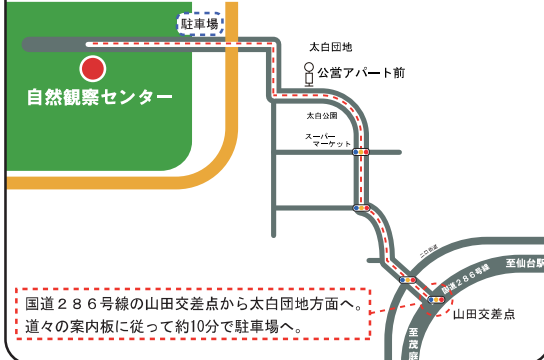 駐車場
太白団地
公営アパート前
自然観察センター
太白公園
スーパー
マーケット
国道286号線
至仙台駅
山田交差点
至茂庭
国道286号線の山田交差点から太白団地方面へ。
道々の案内板に従って約10分で駐車場へ。